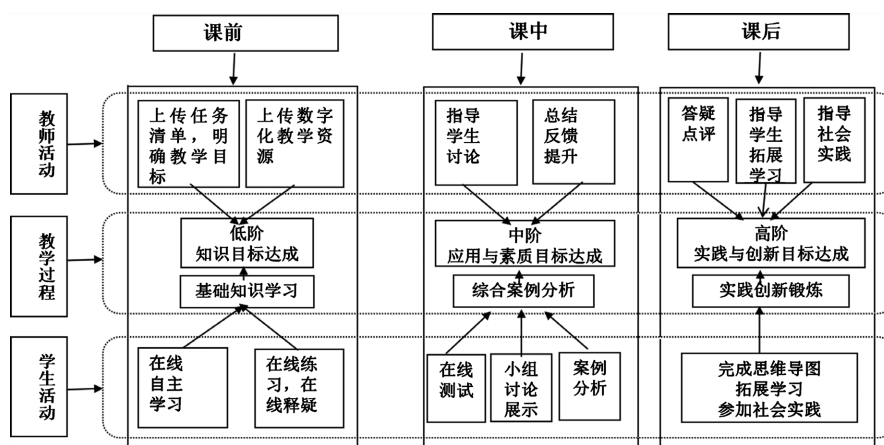 课前
课中
课后
教师活动
上传任务
清单，明
确教学目
标
上传数字
化教学资
源
指导
学生
讨论
总结
反馈
提升
答疑
点评
指导
学生
拓展
学习
指导
社会
实践
教学过程
低阶
知识目标达成
基础知识学习
中阶
应用与素质目标达成
综合案例分析
高阶
实践与创新目标达成
实践创新锻炼
学生活动
在线
自主
学习
在线练
习，在
线释疑
在线
测试
小组
讨论
展示
案例
分析
完成思维导图
拓展学习
参加社会实践